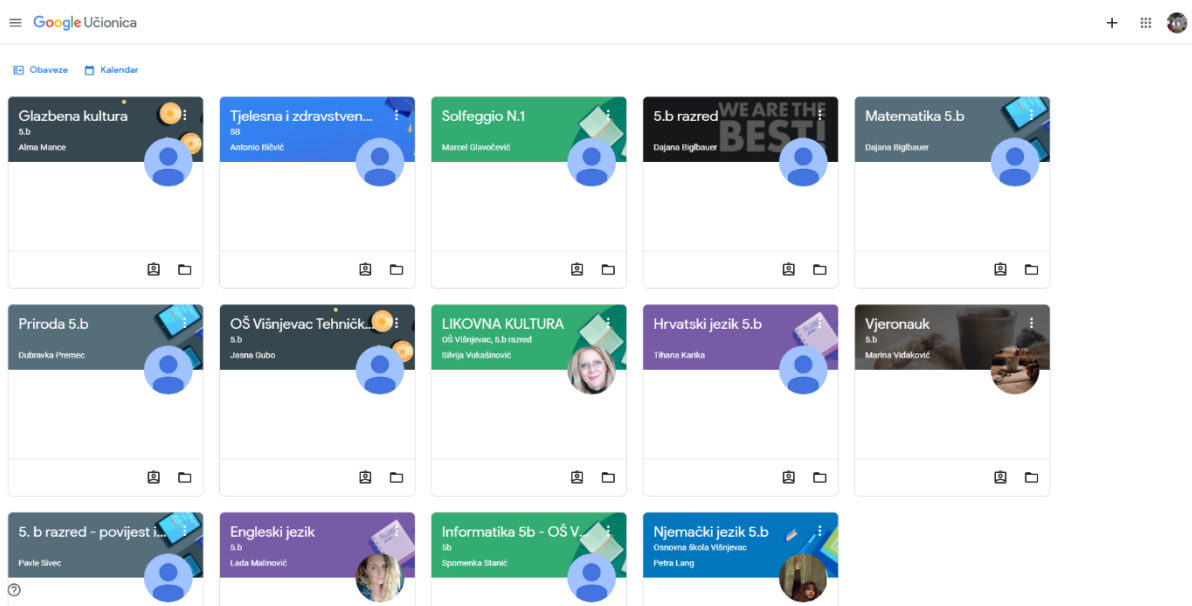 Google Učionica
Obaveze Kalendar
Glazbena kultura
5.b
Alma Mance
Tjelesna i zdravstven...
5B
Antonio Bičvić
Solfeggio N.1
Marcel Glavočević
5.b razred
WE ARE THE
BEST!
Dajana Biglbauer
Matematika 5.b
Dajana Biglbauer
Priroda 5.b
Dubravka Premec
OŠ Višnjevac Tehničk...
5.b
Jasna Gubo
LIKOVNA KULTURA
OŠ Višnjevac, 5.b razred
Silvija Vukašinović
Hrvatski jezik 5.b
Tihana Karika
Vjeronauk
5.b
Marina Vidaković
5. b razred - povijest i...
Pavle Sivec
Engleski jezik
5.b
Lada Malinović
Informatika 5b - OŠ V...
5b
Spomenka Stanić
Njemački jezik 5.b
Osnovna škola Višnjevac
Petra Lang